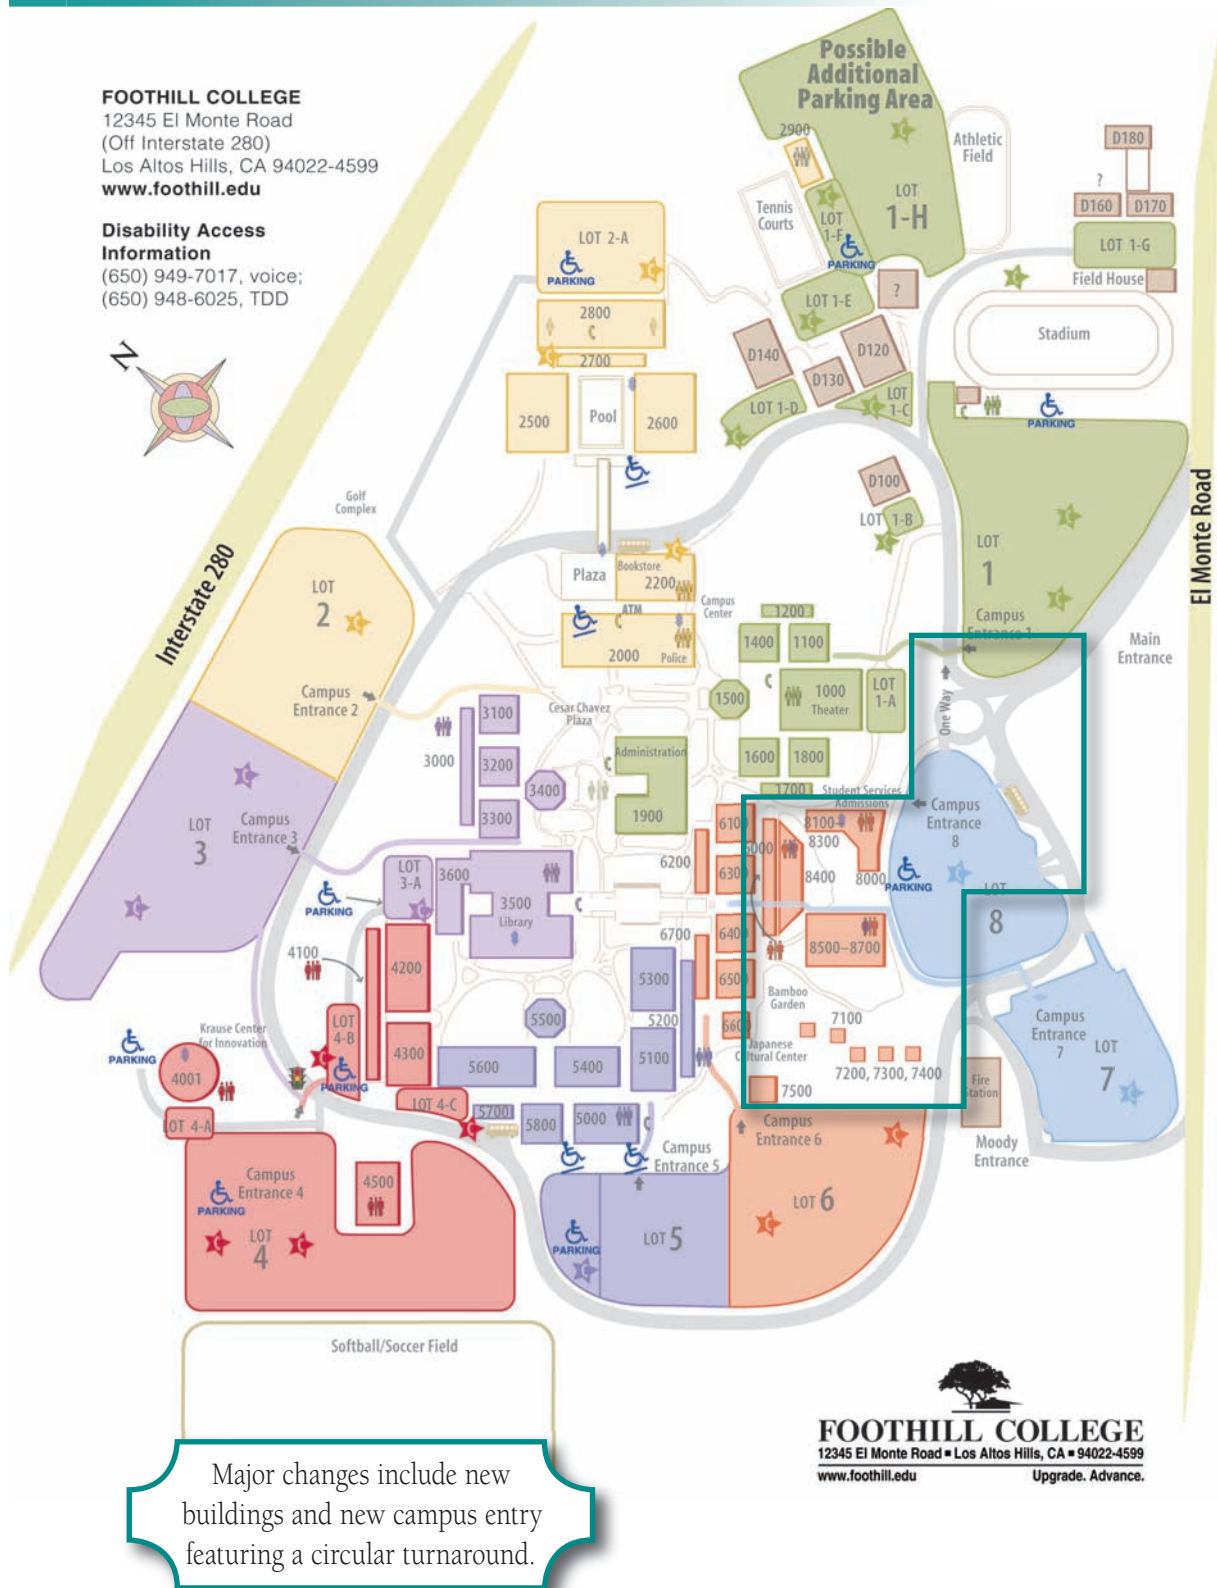 FOOTHILL COLLEGE
12345 El Monte Road
(Off Interstate 280)
Los Altos Hills, CA 94022-4599
www.foothill.edu
Disability Access
Information
(650) 949-7017, voice;
(650) 948-6025, TDD
N
Possible
Additional
Parking Area
2900
LOT
1-H
Athletic
Field
D180
?
D160
D170
LOT 1-G
Field House
Tennis
Courts
LOT
1-F
PARKING
LOT 2-A
PARKING
LOT 1-E
?
Stadium
2800
2700
D140
D120
D130
LOT 1-D
LOT
1-C
PARKING
2500
Pool
2600
D100
LOT 1-B
El Monte Road
Golf
Complex
Interstate 280
LOT
2
Plaza
Bookstore
2200
ATM
Campus
Center
2000
Police
LOT
1
Campus
Entrance 1
Main
Entrance
1200
1400
1100
1500
1000
Theater
LOT
1-A
One Way
Campus
Entrance 2
Cesar Chavez
Plaza
3100
3000
3200
3400
3300
Administration
1900
1600
1800
1700
Student Services
Admissions
LOT
3
Campus
Entrance 3
6100
6000
8100
8300
Campus
Entrance
8
6200
6300
8400
8000
PARKING
LOT
8
PARKING
LOT
3-A
3600
3500
Library
6700
6400
8500–8700
4100
4200
5300
6500
Bamboo
Garden
5200
Krause Center
for Innovation
PARKING
4001
LOT
4-B
PARKING
4300
5500
5600
5400
5100
6600
Japanese
Cultural Center
7100
7200, 7300, 7400
7500
Campus
Entrance
7
LOT
7
Fire
Station
Moody
Entrance
LOT 4-A
LOT 4-C
5700
5800
5000
Campus
Entrance 5
Campus
Entrance 6
Campus
Entrance 4
PARKING
4500
LOT
4
PARKING
LOT 5
LOT 6
Softball/Soccer Field
FOOTHILL COLLEGE
12345 El Monte Road ▪ Los Altos Hills, CA ▪ 94022-4599
www.foothill.edu Upgrade. Advance.
Major changes include new
buildings and new campus entry
featuring a circular turnaround.